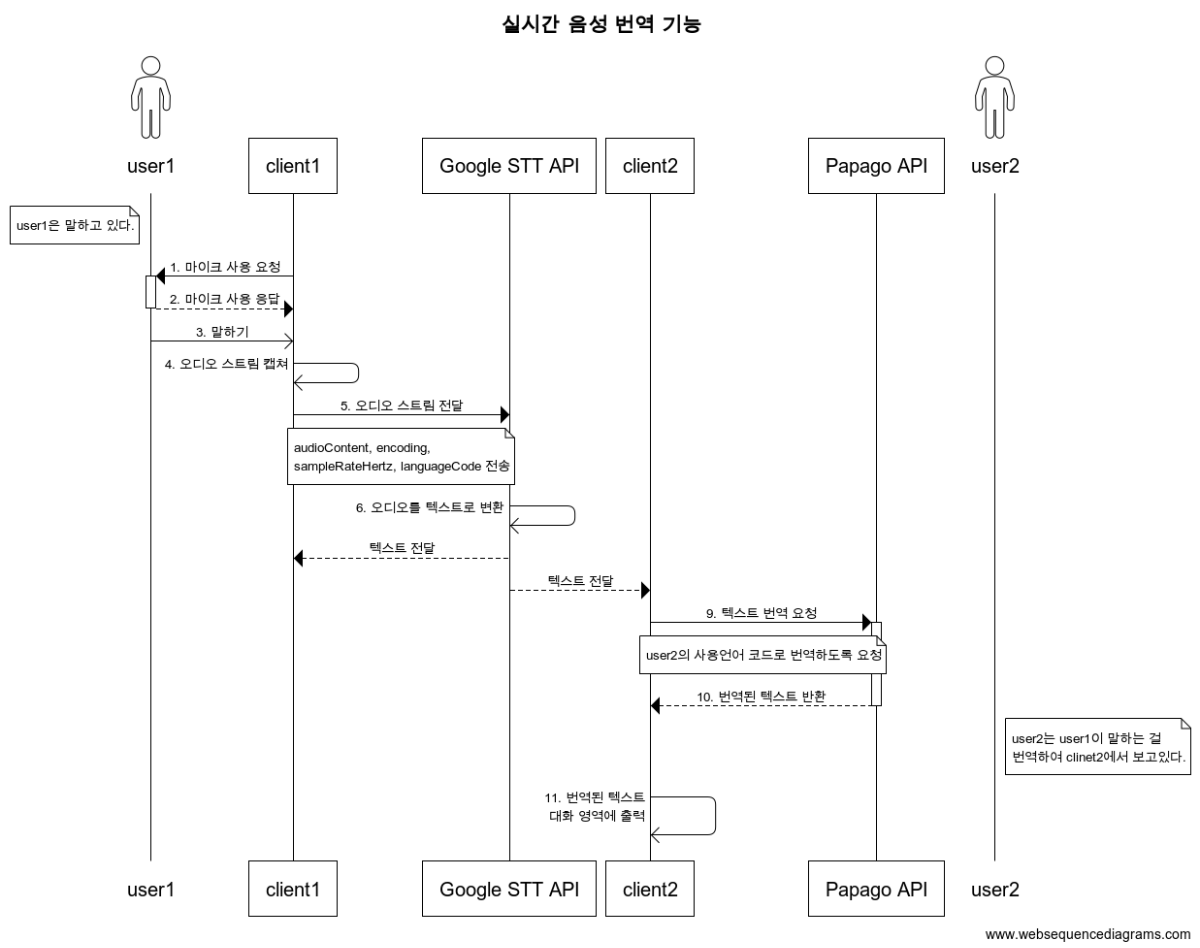 실시간 음성 번역 기능
user1
client1
Google STT API
client2
Papago API
user2
user1은 말하고 있다.
1. 마이크 사용 요청
2. 마이크 사용 응답
3. 말하기
4. 오디오 스트림 캡쳐
5. 오디오 스트림 전달
audioContent, encoding,
sampleRateHertz, languageCode 전송
6. 오디오를 텍스트로 변환
텍스트 전달
텍스트 전달
9. 텍스트 번역 요청
user2의 사용언어 코드로 번역하도록 요청
10. 번역된 텍스트 반환
user2는 user1이 말하는 걸
번역하여 clinet2에서 보고있다.
11. 번역된 텍스트
대화 영역에 출력
user1
client1
Google STT API
client2
Papago API
user2
www.websequencediagrams.com